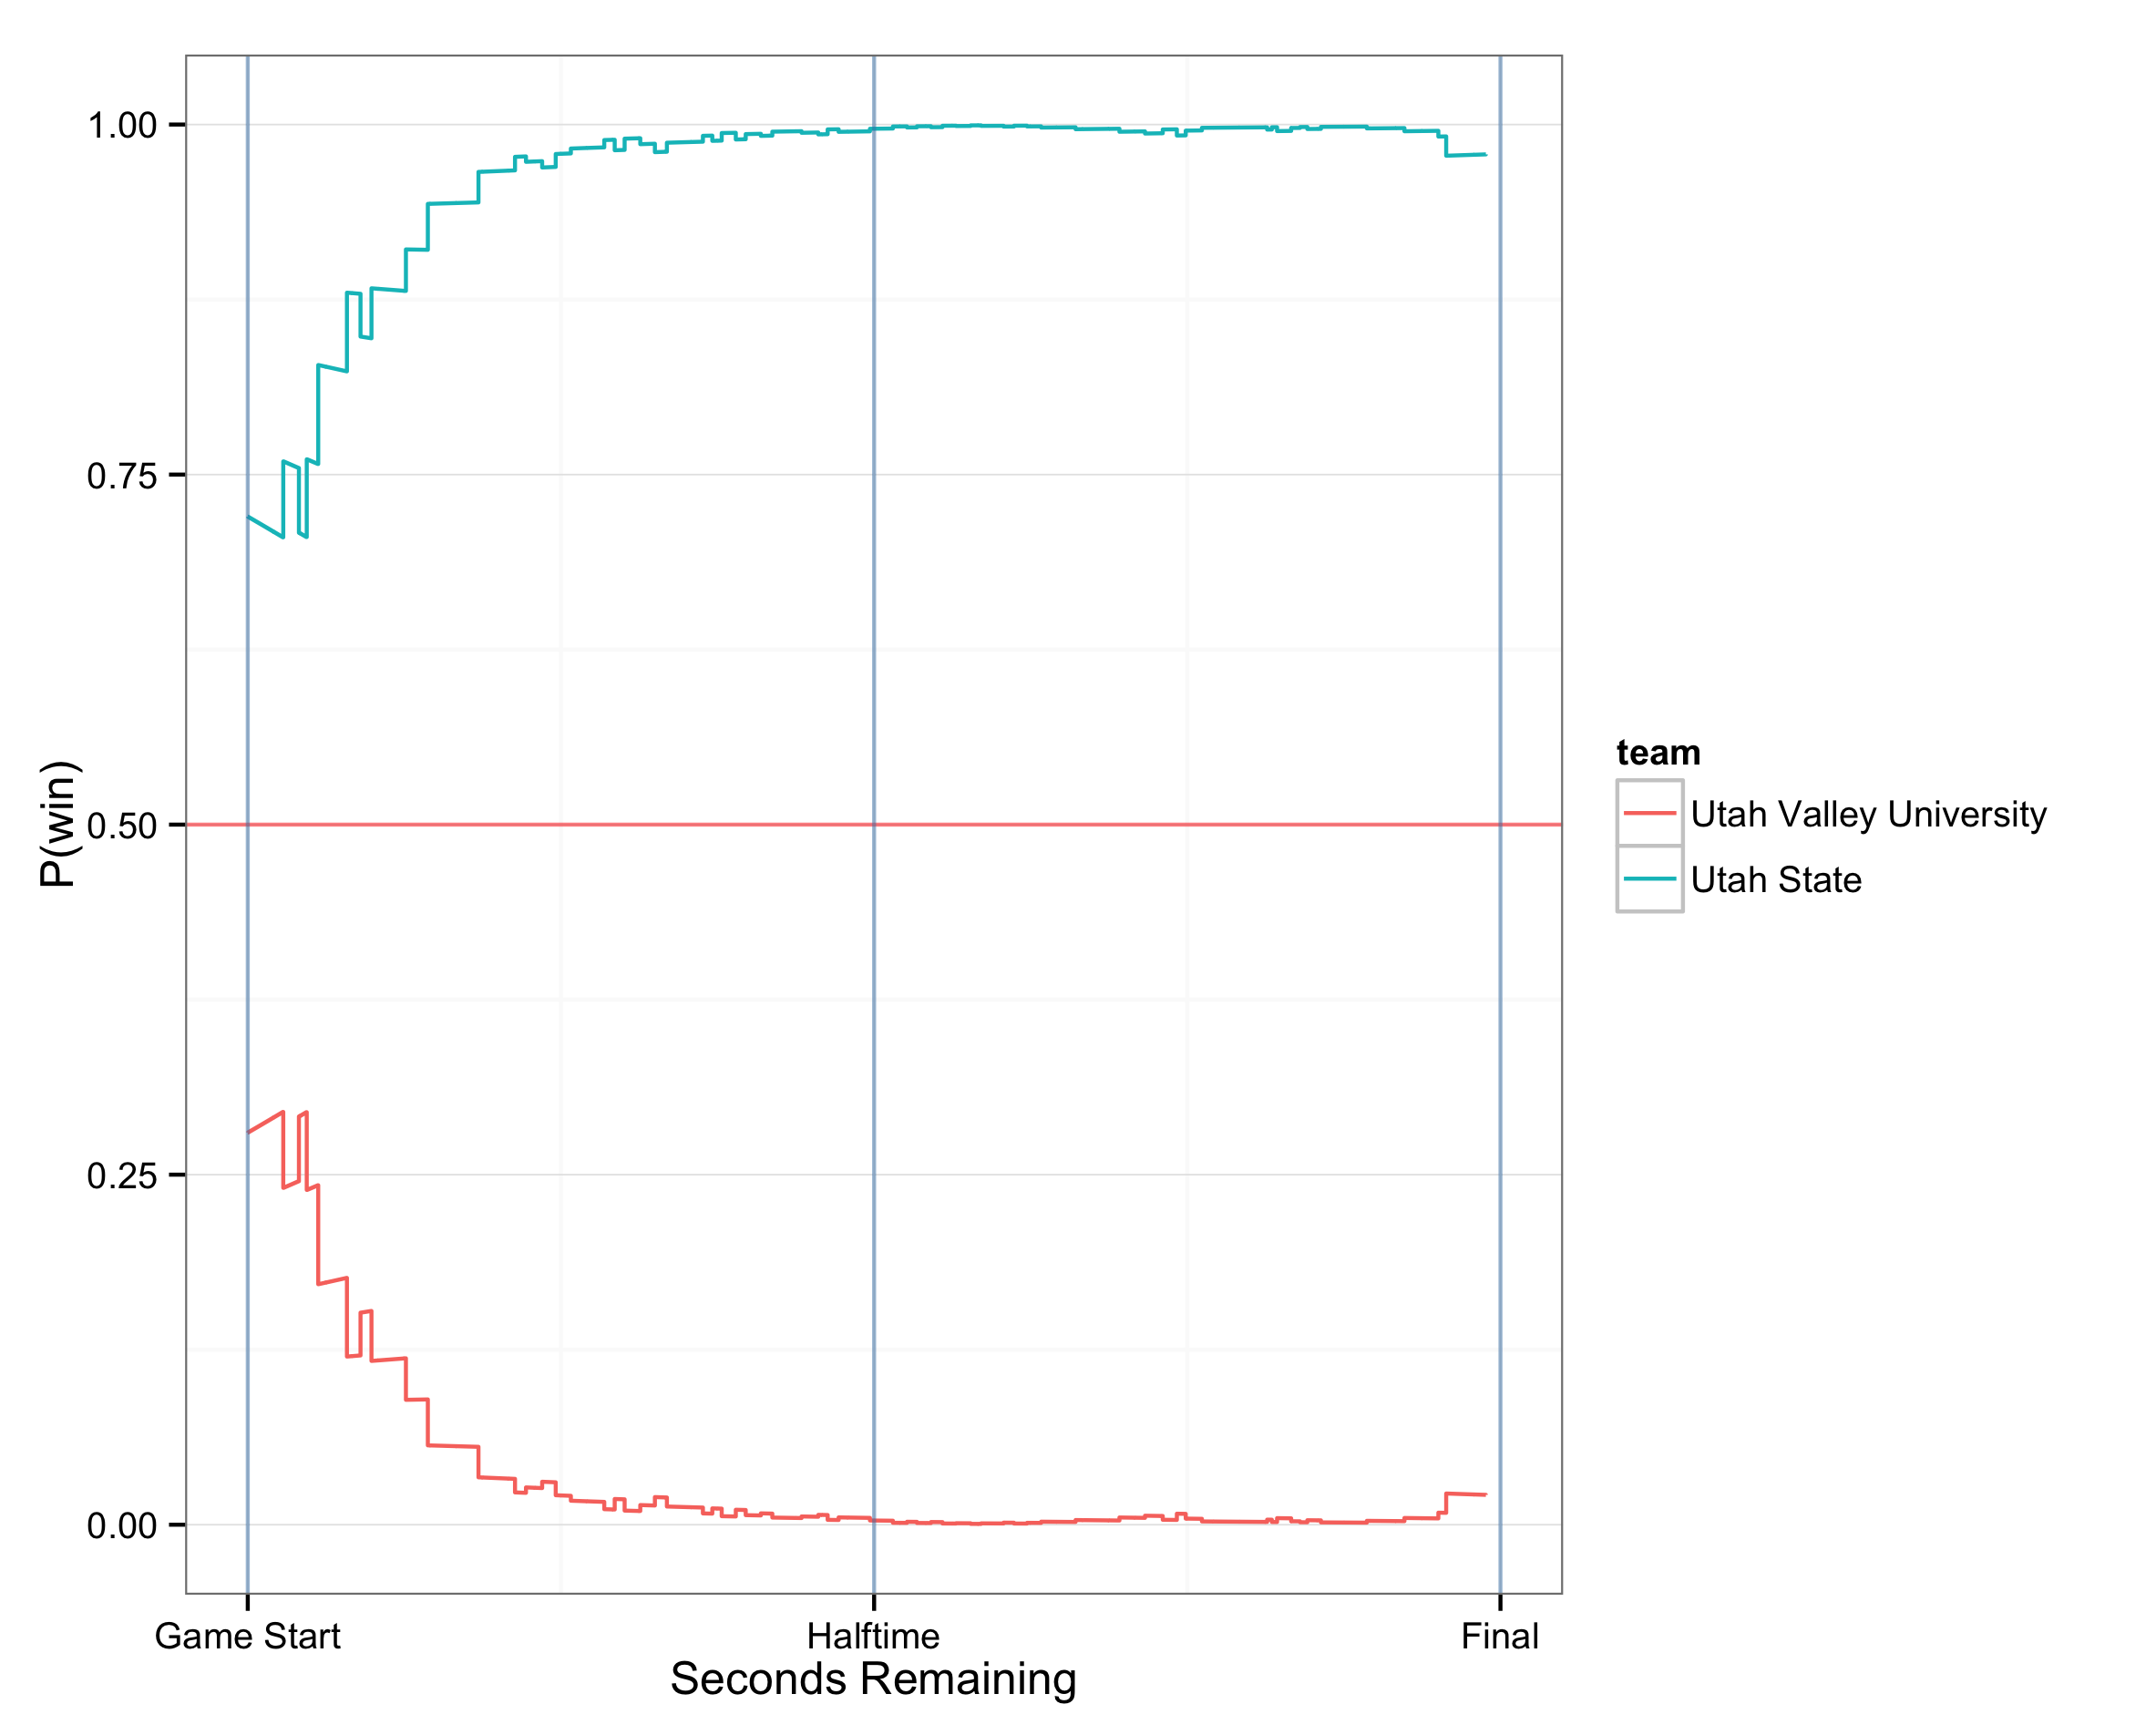 1.00
0.75
0.50
0.25
0.00
P(win)
Game Start
Halftime
Final
Seconds Remaining
team
Utah Valley University
Utah State